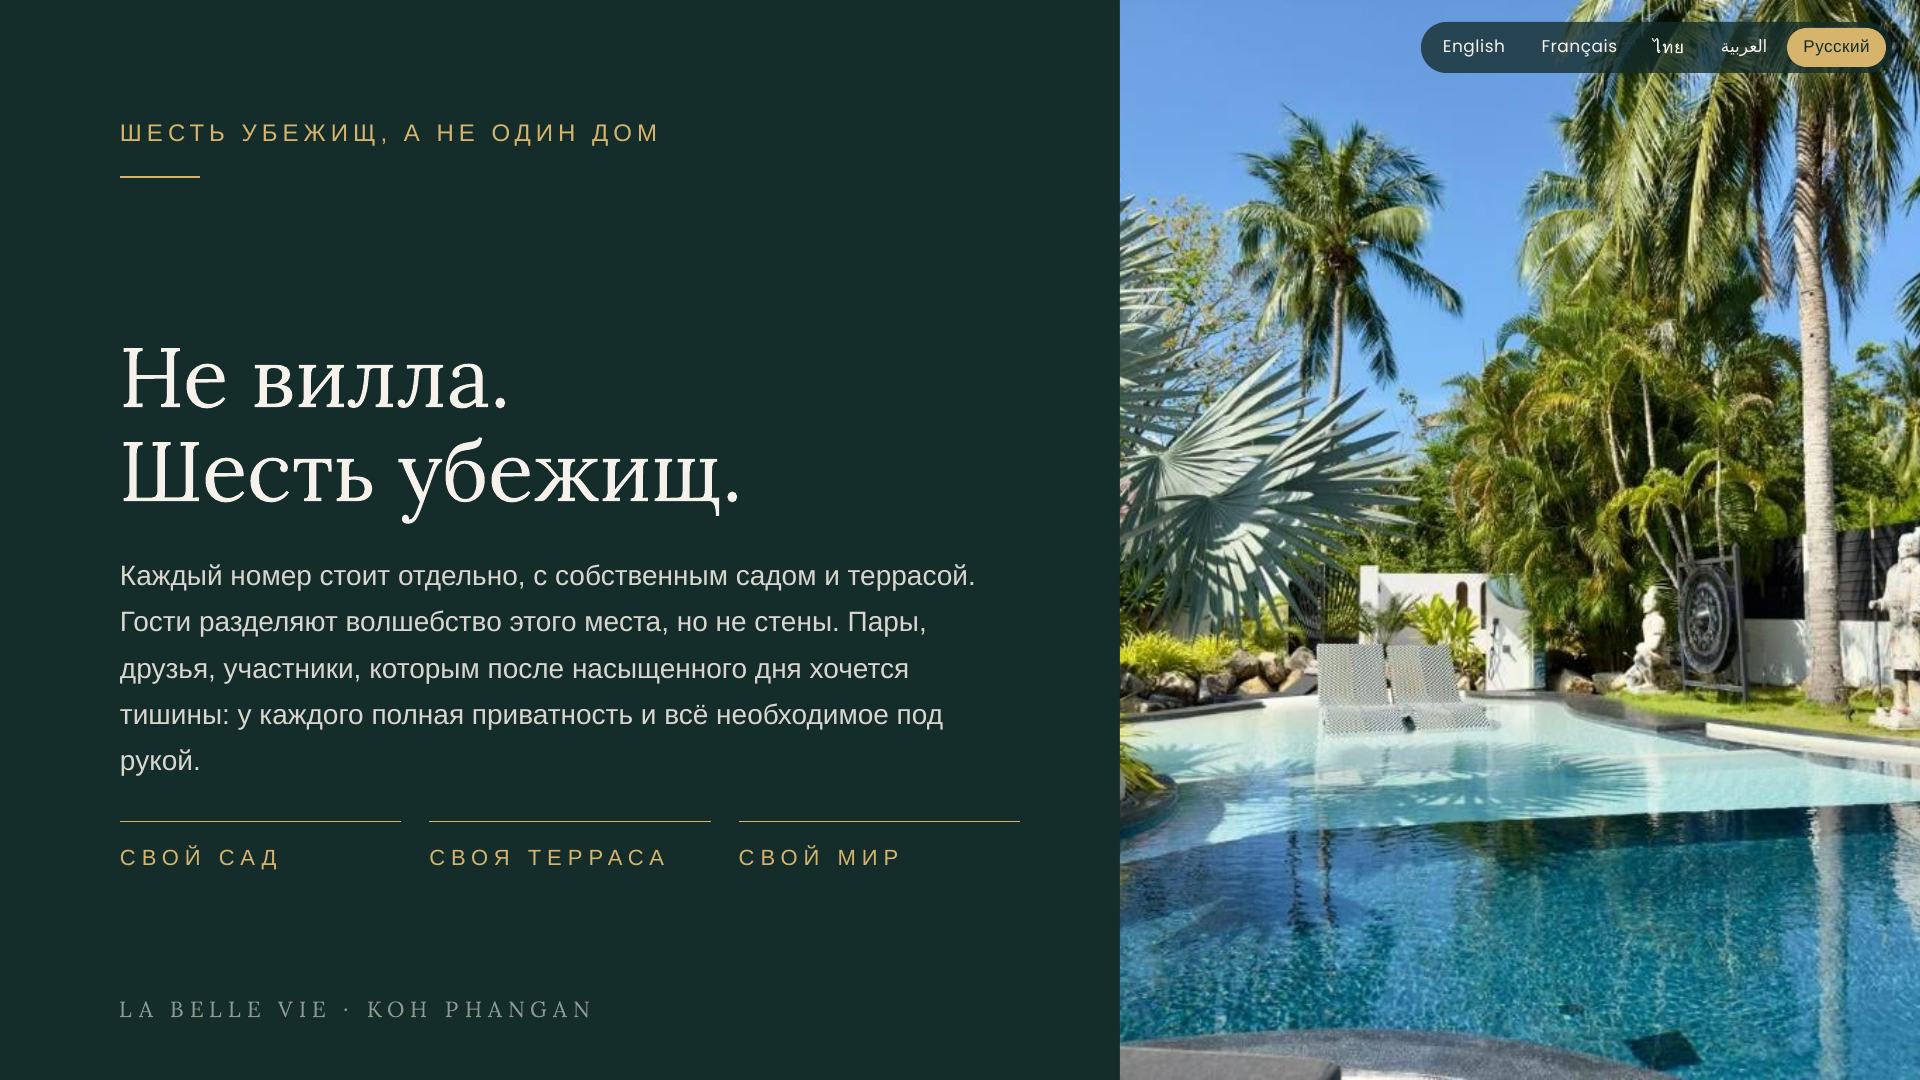 English Français ไทย العربية Русский
ШЕСТЬ УБЕЖИЩ, А НЕ ОДИН ДОМ
Не вилла.
Шесть убежищ.
Каждый номер стоит отдельно, с собственным садом и террасой.
Гости разделяют волшебство этого места, но не стены. Пары,
друзья, участники, которым после насыщенного дня хочется
тишины: у каждого полная приватность и всё необходимое под
рукой.
СВОЙ САД
СВОЯ ТЕРРАСА
СВОЙ МИР
LA BELLE VIE · KOH PHANGAN